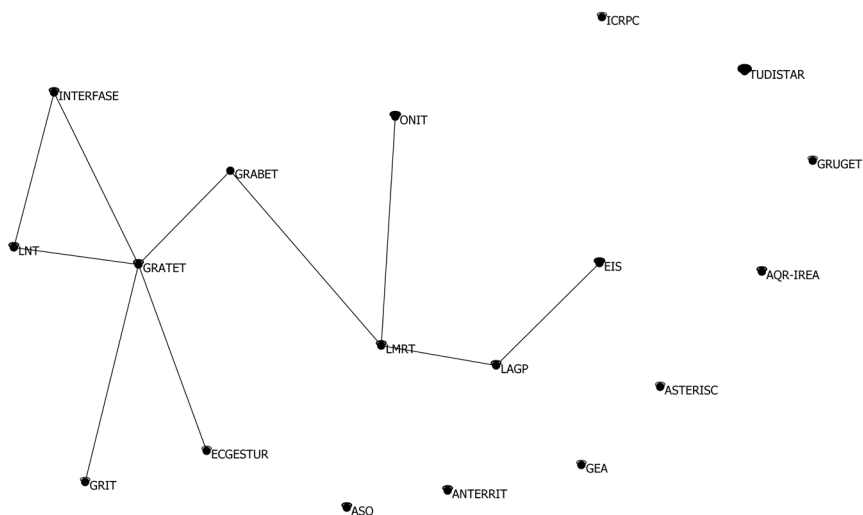 ICRPC
TUDISTAR
INTERFASE
ONIT
GRUGET
GRABET
LNT
GRATET
EIS
AQR-IREA
LMRT
LAGP
ASTERISC
ECGESTUR
GEA
GRIT
ANTERRIT
ASO